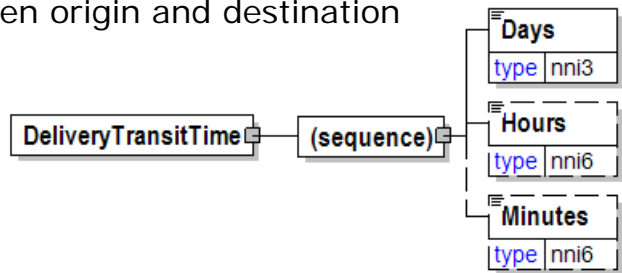 en origin and destination
Days
type nni3
DeliveryTransitTime
(sequence)
Hours
type nni6
Minutes
type nni6